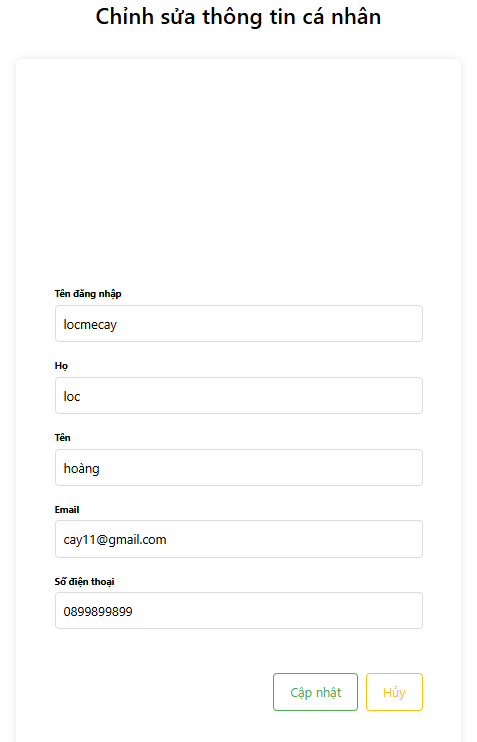 Chỉnh sửa thông tin cá nhân
Tên đăng nhập
locmecay
Họ
loc
Tên
hoàng
Email
cay11@gmail.com
Số điện thoại
0899899899
Cập nhật
Hủy